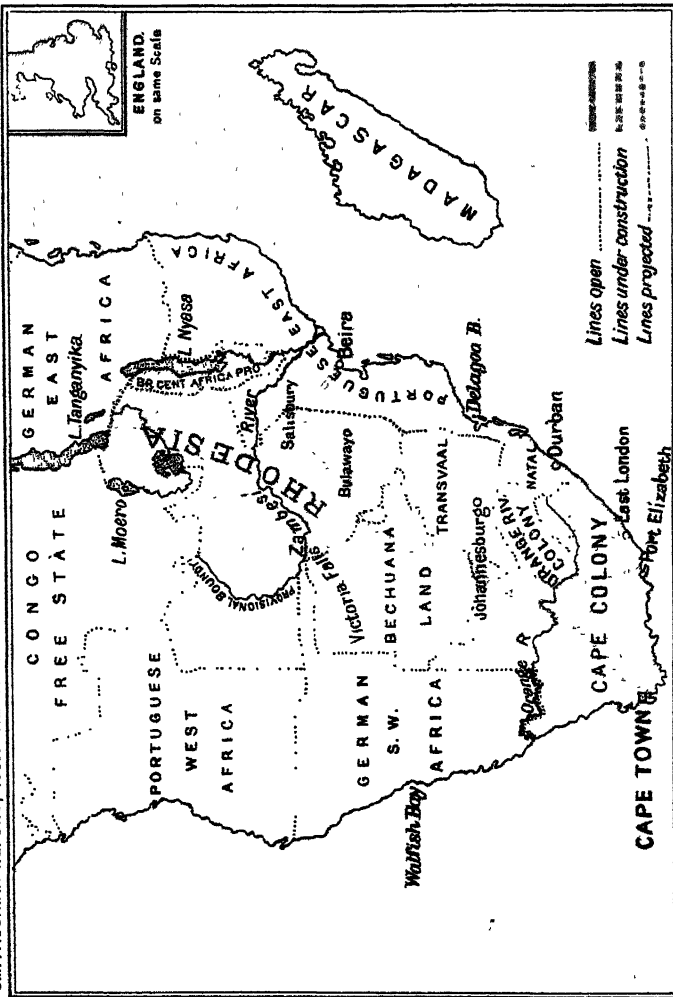 ENGLAND.
on same Scale
GERMAN
EAST
AFRICA
L. Tanganyika
CONGO
FREE STATE
L. Moero
L. Nyasa
BR CENT AFRICA PRO
PORTUGUESE
EAST AFRICA
MADAGASCAR
RHODESIA
Zambesi
River
PROVISIONAL BOUNDY
PORTUGUESE
WEST
AFRICA
Salisbury
Beira
Victoria Falls
Bulawayo
GERMAN
S. W.
AFRICA
BECHUANA
LAND
TRANSVAAL
PORTUGU
Delagoa B.
Walfish Bay
Johannesburg
Orange R
ORANGE RIV.
COLONY
NATAL
Durban
CAPE COLONY
East London
Port Elizabeth
CAPE TOWN
Lines open
Lines under construction
Lines projected